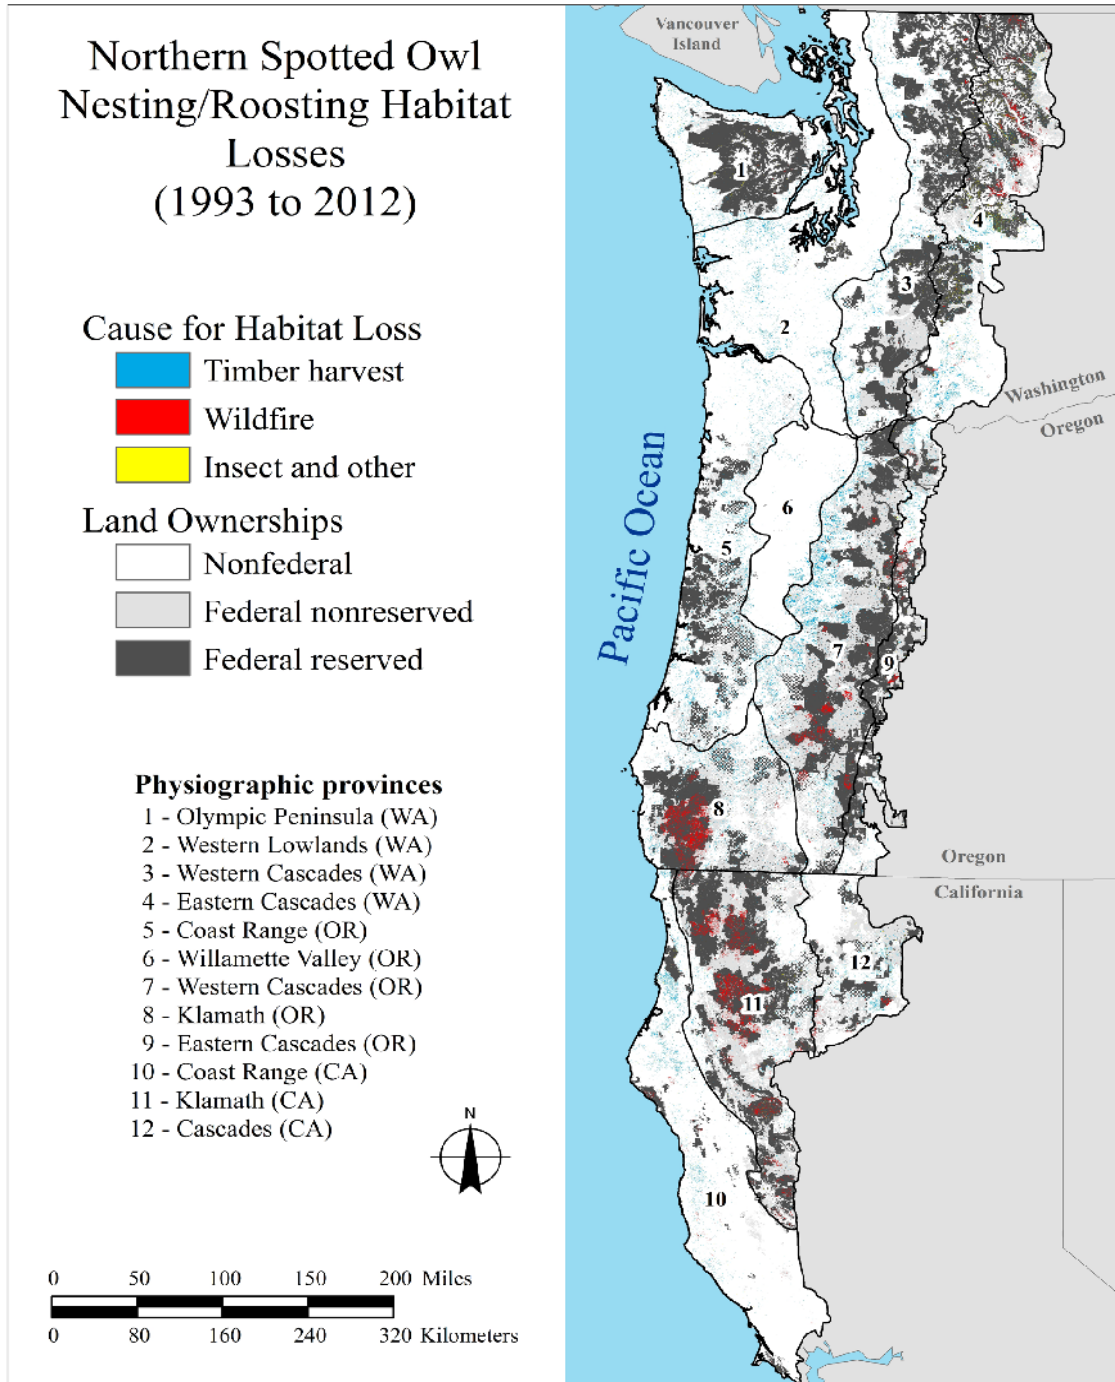 Northern Spotted Owl
Nesting/Roosting Habitat
Losses
(1993 to 2012)
Cause for Habitat Loss
Timber harvest
Wildfire
Insect and other
Land Ownerships
Nonfederal
Federal nonreserved
Federal reserved
Physiographic provinces
1 - Olympic Peninsula (WA)
2 - Western Lowlands (WA)
3 - Western Cascades (WA)
4 - Eastern Cascades (WA)
5 - Coast Range (OR)
6 - Willamette Valley (OR)
7 - Western Cascades (OR)
8 - Klamath (OR)
9 - Eastern Cascades (OR)
10 - Coast Range (CA)
11 - Klamath (CA)
12 - Cascades (CA)
N
0 50 100 150 200 Miles
0 80 160 240 320 Kilometers
Vancouver
Island
1
4
3
2
Washington
Oregon
Pacific Ocean
6
5
7
9
8
Oregon
California
12
11
10